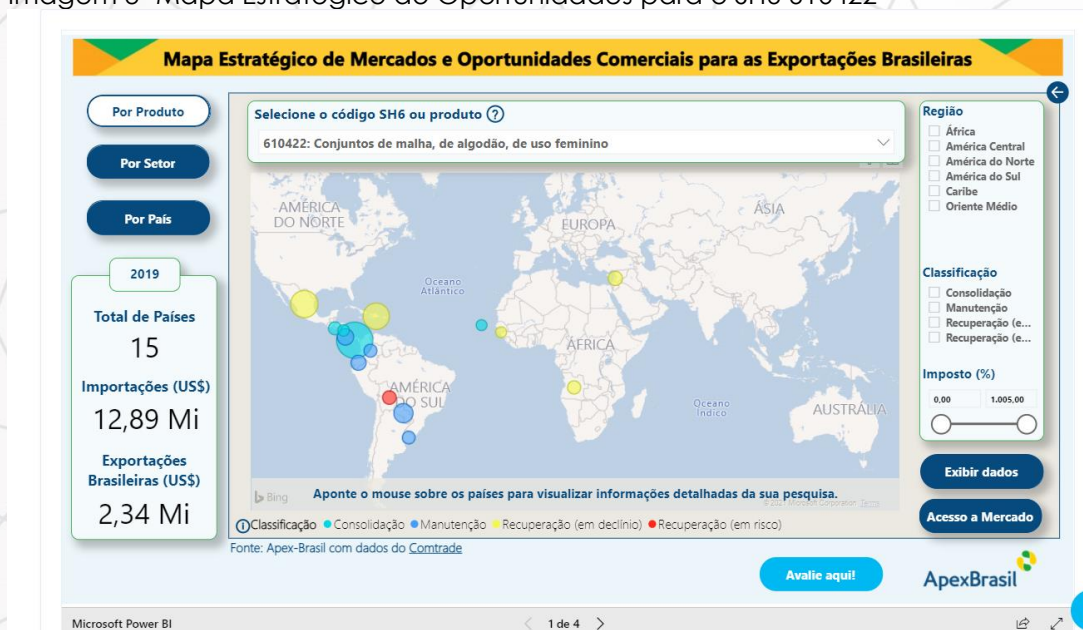 Mapa Estratégico de Mercados e Oportunidades Comerciais para as Exportações Brasileiras
Por Produto
Por Setor
Por País
2019
Total de Países
15
Importações (US$)
12,89 Mi
Exportações
Brasileiras (US$)
2,34 Mi
Selecione o código SH6 ou produto ?
610422: Conjuntos de malha, de algodão, de uso feminino
AMÉRICA
DO NORTE
EUROPA
ÁSIA
Oceano
Atlântico
ÁFRICA
AMÉRICA
DO SUL
Oceano
Índico
AUSTRÁLIA
Bing
Aponte o mouse sobre os países para visualizar informações detalhadas da sua pesquisa.
Classificação Consolidação Manutenção Recuperação (em declínio) Recuperação (em risco)
Fonte: Apex-Brasil com dados do Comtrade
Região
África
América Central
América do Norte
América do Sul
Caribe
Oriente Médio
Classificação
Consolidação
Manutenção
Recuperação (e...
Recuperação (e...
Imposto (%)
0,00 1.005,00
Exibir dados
Acesso a Mercado
Avalie aqui!
ApexBrasil
Microsoft Power BI
1 de 4